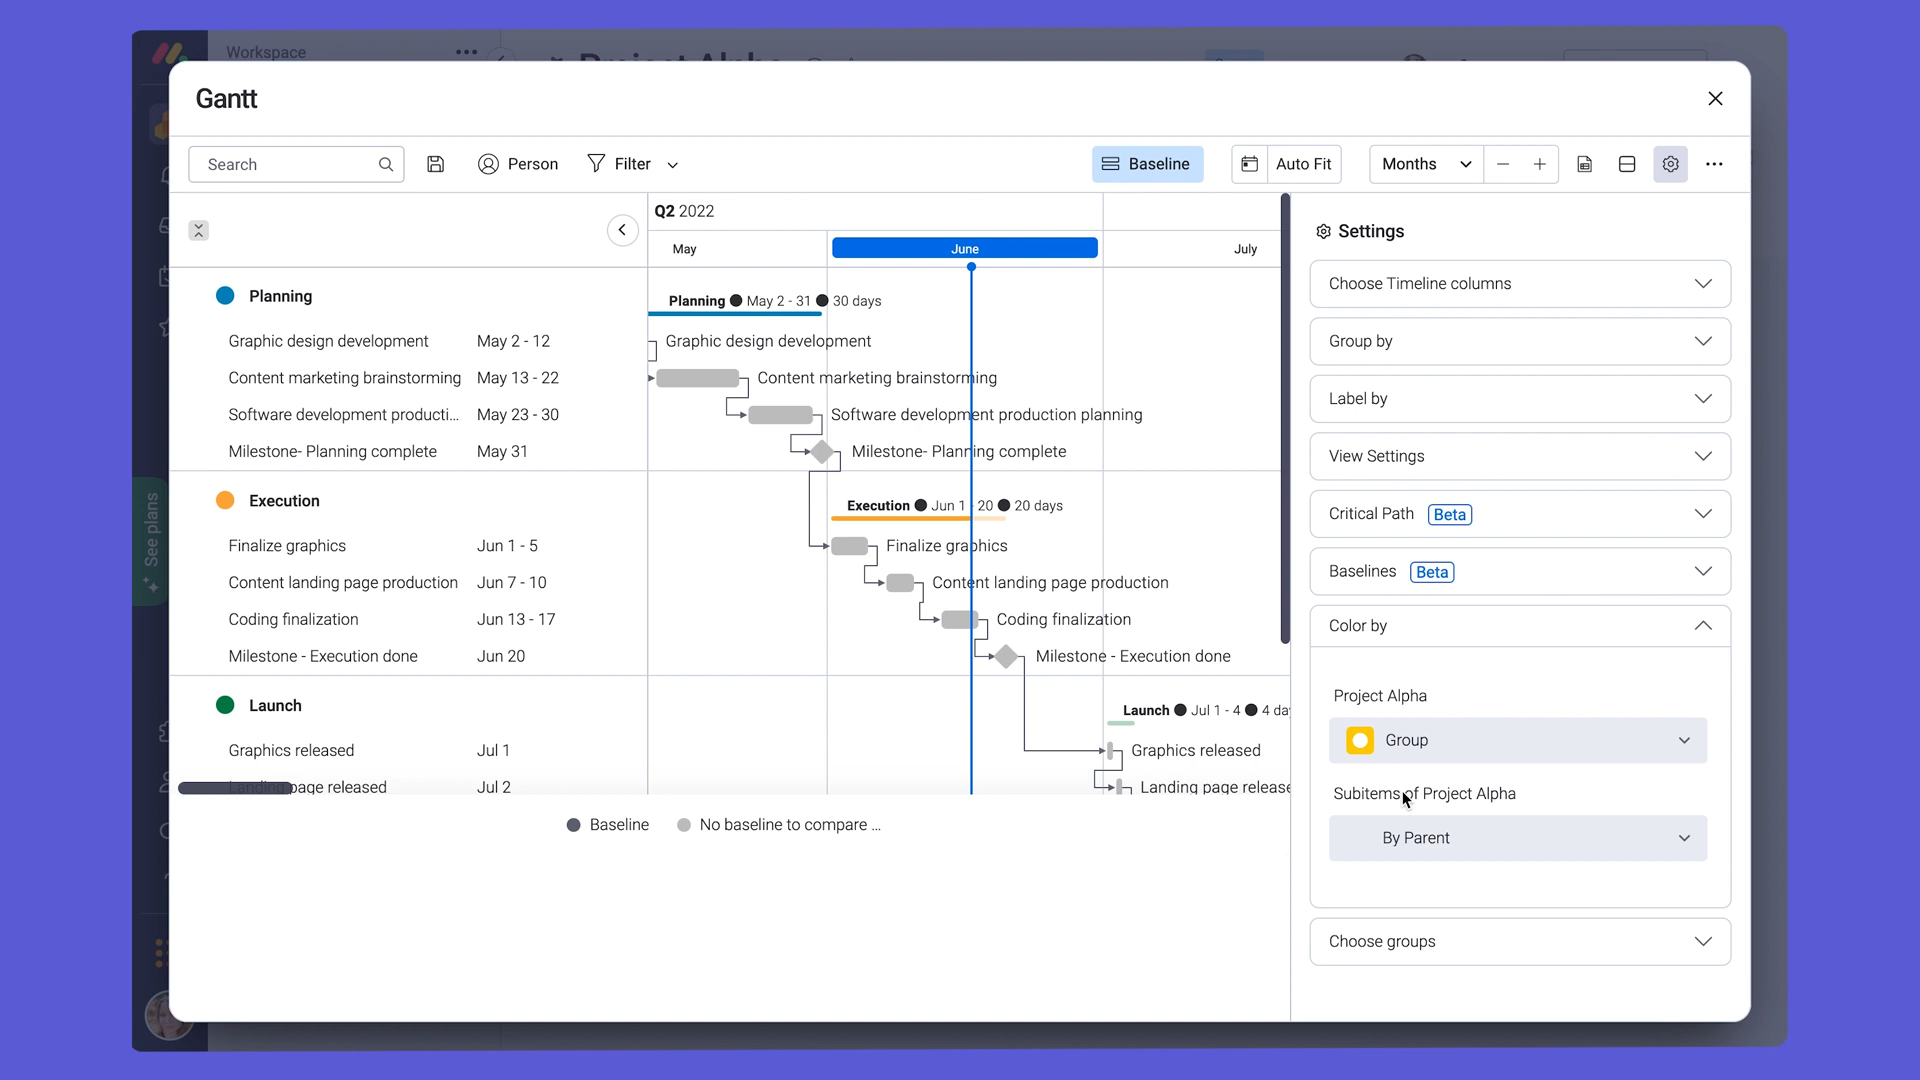 Workspace
Project Alpha
Gantt
Search
Person
Filter
Baseline
Auto Fit
Months
Q2 2022
May
June
July
Planning
Planning ● May 2 - 31 ● 30 days
Graphic design development May 2 - 12
Graphic design development
Content marketing brainstorming May 13 - 22
Content marketing brainstorming
Software development producti... May 23 - 30
Software development production planning
Milestone- Planning complete May 31
Milestone- Planning complete
Execution
Execution ● Jun 1 - 20 ● 20 days
Finalize graphics Jun 1 - 5
Finalize graphics
Content landing page production Jun 7 - 10
Content landing page production
Coding finalization Jun 13 - 17
Coding finalization
Milestone - Execution done Jun 20
Milestone - Execution done
Launch
Launch ● Jul 1 - 4 ● 4 da
Graphics released Jul 1
Graphics released
Landing page released Jul 2
Landing page release
Baseline
No baseline to compare ...
See plans
Settings
Choose Timeline columns
Group by
Label by
View Settings
Critical Path Beta
Baselines Beta
Color by
Project Alpha
Group
Subitems of Project Alpha
By Parent
Choose groups